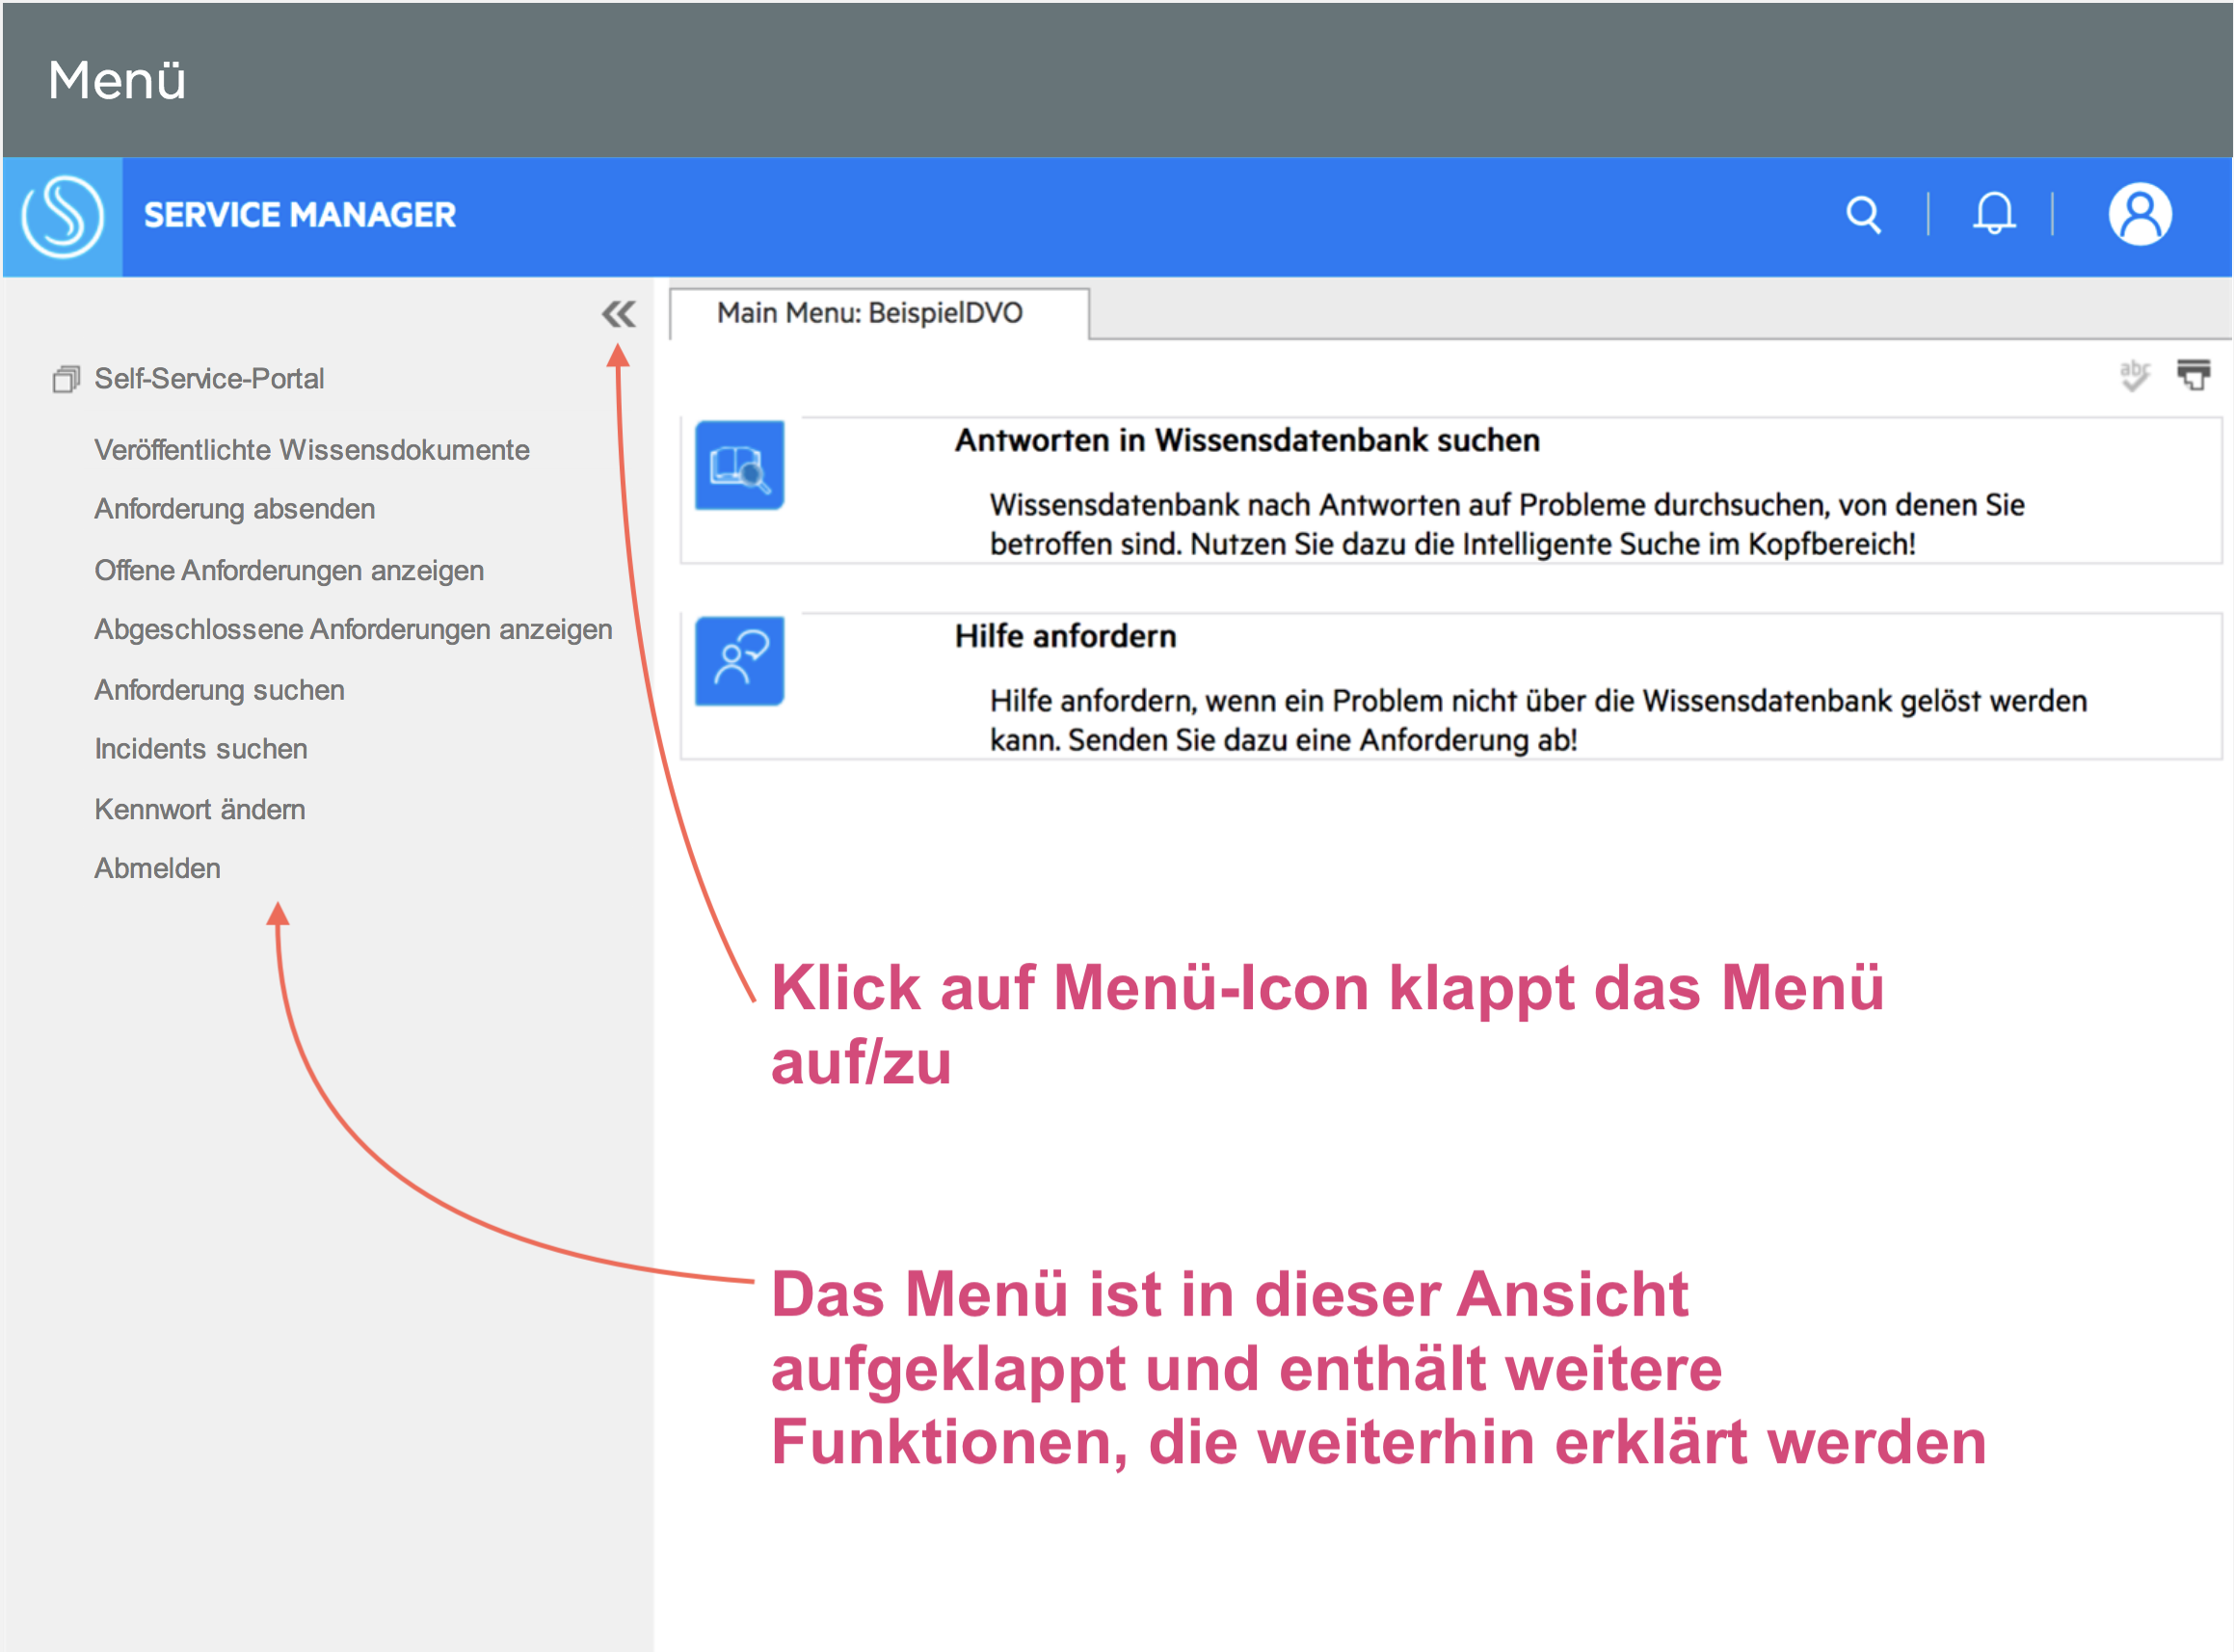 Menü
SERVICE MANAGER
Main Menu: BeispielDVO
Self-Service-Portal
Veröffentlichte Wissensdokumente
Anforderung absenden
Offene Anforderungen anzeigen
Abgeschlossene Anforderungen anzeigen
Anforderung suchen
Incidents suchen
Kennwort ändern
Abmelden
abc
Antworten in Wissensdatenbank suchen
Wissensdatenbank nach Antworten auf Probleme durchsuchen, von denen Sie
betroffen sind. Nutzen Sie dazu die Intelligente Suche im Kopfbereich!
Hilfe anfordern
Hilfe anfordern, wenn ein Problem nicht über die Wissensdatenbank gelöst werden
kann. Senden Sie dazu eine Anforderung ab!
Klick auf Menü-Icon klappt das Menü
auf/zu
Das Menü ist in dieser Ansicht
aufgeklappt und enthält weitere
Funktionen, die weiterhin erklärt werden